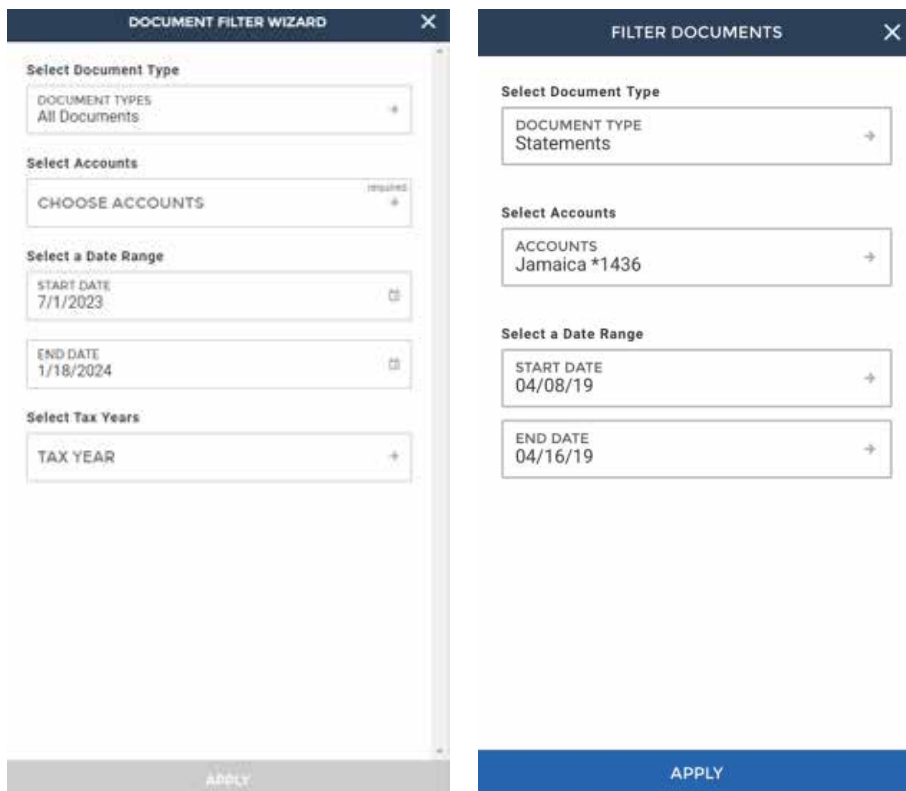 DOCUMENT FILTER WIZARD
Select Document Type
DOCUMENT TYPES
All Documents
Select Accounts
required
CHOOSE ACCOUNTS
Select a Date Range
START DATE
7/1/2023
END DATE
1/18/2024
Select Tax Years
TAX YEAR
APPLY
FILTER DOCUMENTS
Select Document Type
DOCUMENT TYPE
Statements
Select Accounts
ACCOUNTS
Jamaica *1436
Select a Date Range
START DATE
04/08/19
END DATE
04/16/19
APPLY